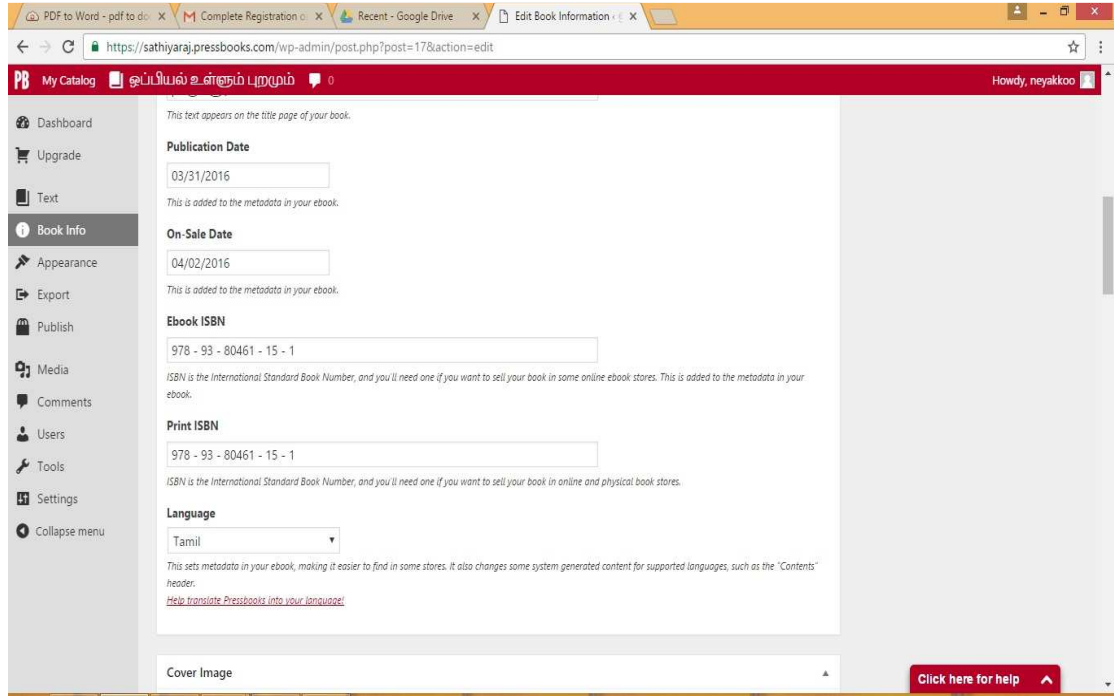 PDF to Word - pdf to do
Complete Registration o
Recent - Google Drive
Edit Book Information
https://sathiyaraj.pressbooks.com/wp-admin/post.php?post=17&action=edit
PB My Catalog ஒப்பியல் உள்ளும் புறமும் 0
Howdy, neyakkoo
This text appears on the title page of your book.
Dashboard
Publication Date
Upgrade
03/31/2016
Text
This is added to the metadata in your ebook.
Book Info
On-Sale Date
Appearance
04/02/2016
Export
This is added to the metadata in your ebook.
Publish
Ebook ISBN
978 - 93 - 80461 - 15 - 1
Media
ISBN is the International Standard Book Number, and you'll need one if you want to sell your book in some online ebook stores. This is added to the metadata in your
ebook.
Comments
Print ISBN
Users
978 - 93 - 80461 - 15 - 1
Tools
ISBN is the International Standard Book Number, and you'll need one if you want to sell your book in online and physical book stores.
Settings
Language
Collapse menu
Tamil
This sets metadata in your ebook, making it easier to find in some stores. It also changes some system generated content for supported languages, such as the "Contents"
header.
Help translate Pressbooks into your language!
Cover Image
Click here for help